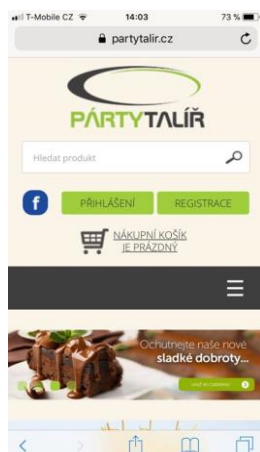 T-Mobile CZ 14:03 73 %
partytalir.cz
PÁRTYTALÍŘ
Hledat produkt
f PŘIHLÁŠENÍ REGISTRACE
NÁKUPNÍ KOŠÍK
JE PRÁZDNÝ
Ochutnejte naše nové
sladké dobroty...